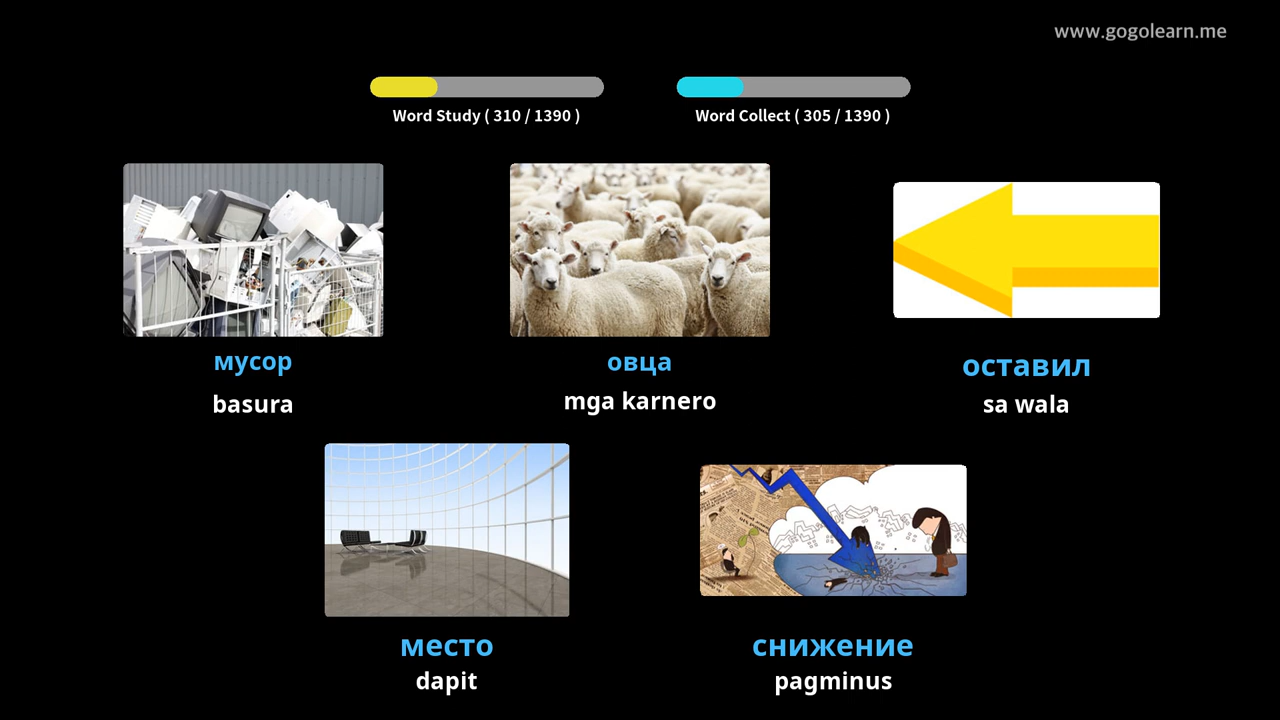 www.gogolearn.me
Word Study ( 310 / 1390 )
Word Collect ( 305 / 1390 )
мусор
basura
овца
mga karnero
оставил
sa wala
место
dapit
снижение
pagminus